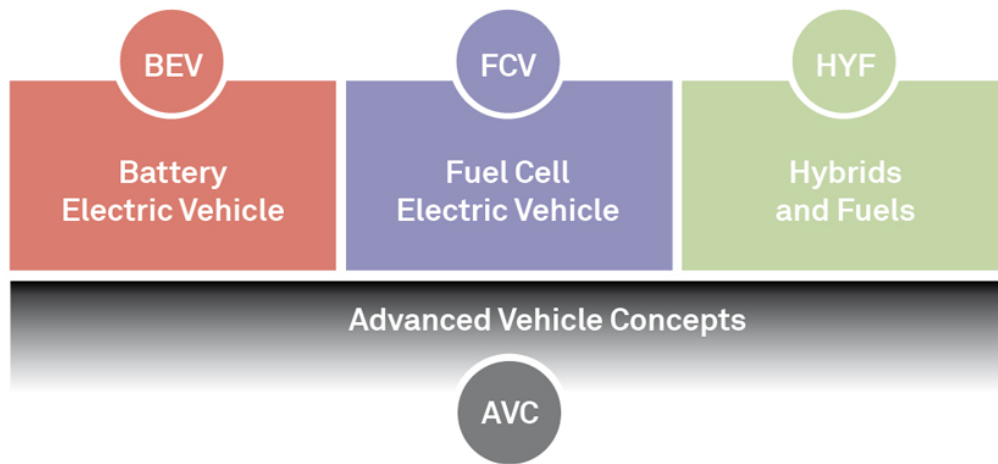 BEV
FCV
HYF
Battery
Electric Vehicle
Fuel Cell
Electric Vehicle
Hybrids
and Fuels
Advanced Vehicle Concepts
AVC